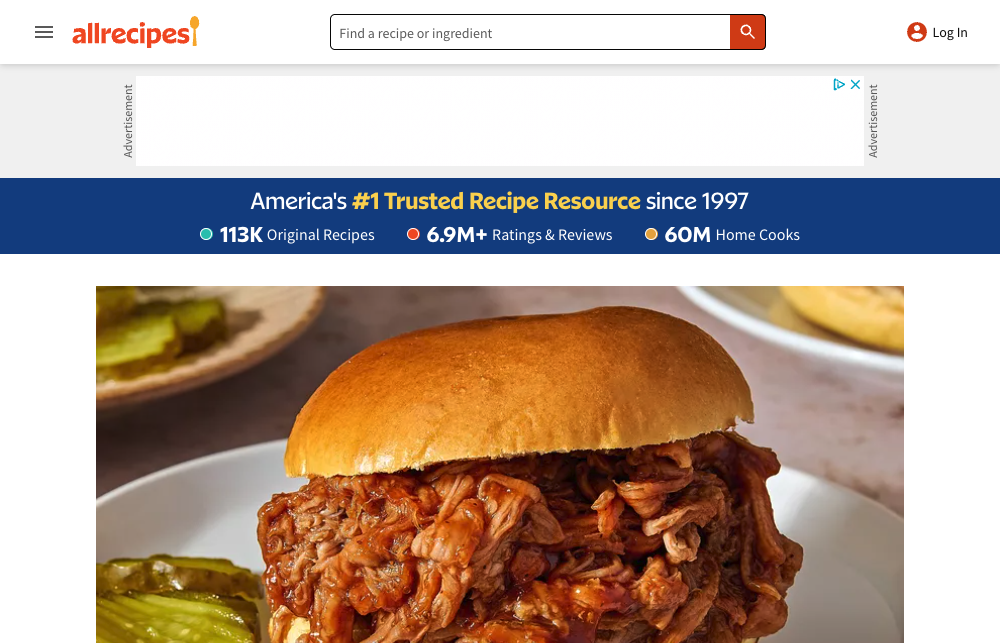 allrecipes
Find a recipe or ingredient
Log In
Advertisement
Advertisement
America's #1 Trusted Recipe Resource since 1997
113K Original Recipes
6.9M+ Ratings & Reviews
60M Home Cooks